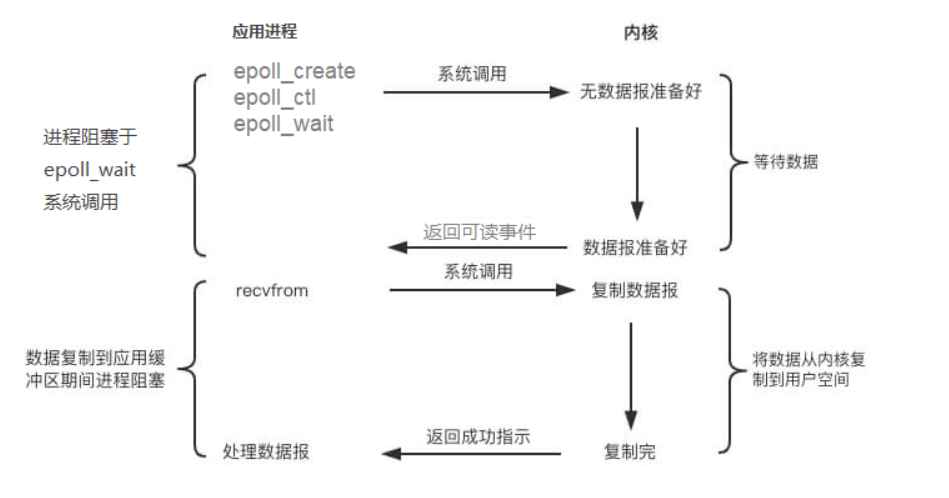 应用进程
内核
epoll_create
epoll_ctl
epoll_wait
系统调用
无数据报准备好
进程阻塞于
epoll_wait
系统调用
等待数据
返回可读事件
数据报准备好
recvfrom
系统调用
复制数据报
数据复制到应用缓
冲区期间进程阻塞
将数据从内核复
制到用户空间
处理数据报
返回成功指示
复制完